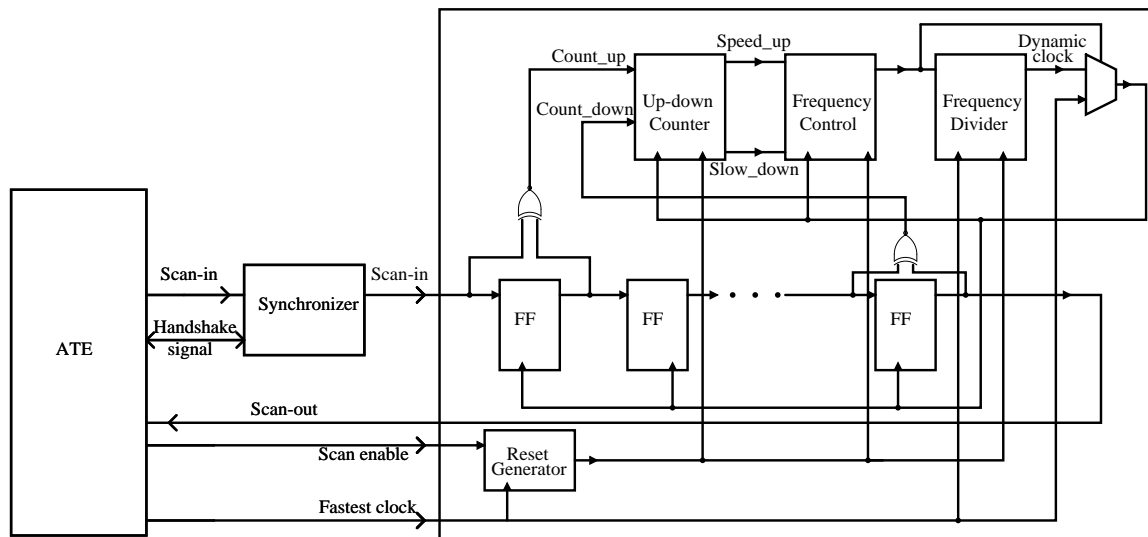 Speed_up
Dynamic
clock
Count_up
Count_down
Up-down
Counter
Frequency
Control
Frequency
Divider
Slow_down
Scan-in
Scan-in
Synchronizer
Handshake
signal
ATE
FF
FF
FF
Scan-out
Scan enable
Reset
Generator
Fastest clock